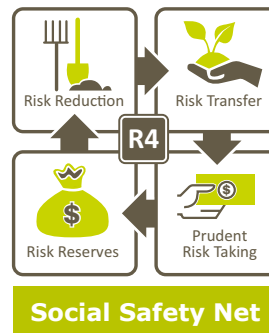 Risk Reduction
Risk Transfer
R4
$
$
Risk Reserves
Prudent
Risk Taking
Social Safety Net